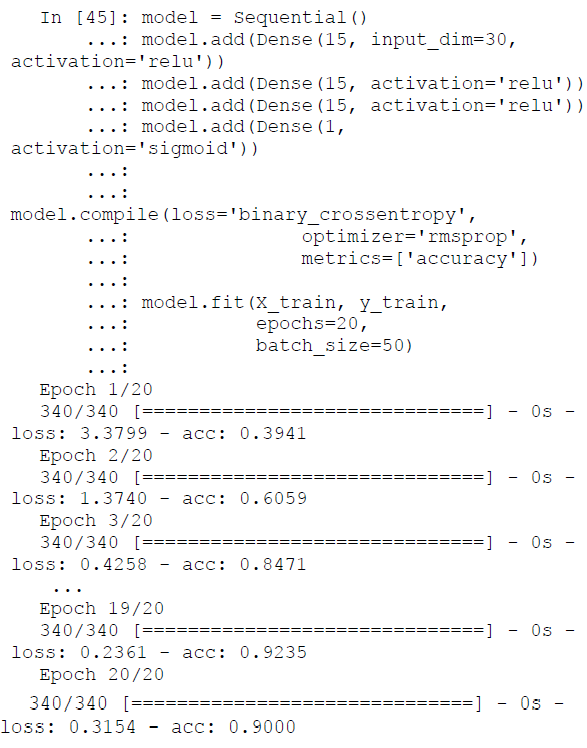 In [45]: model = Sequential()
...: model.add(Dense(15, input_dim=30,
activation='relu'))
...: model.add(Dense(15, activation='relu'))
...: model.add(Dense(15, activation='relu'))
...: model.add(Dense(1,
activation='sigmoid'))
...:
...:
model.compile(loss='binary_crossentropy',
...: optimizer='rmsprop',
...: metrics=['accuracy'])
...:
...: model.fit(X_train, y_train,
...: epochs=20,
...: batch_size=50)
...:
Epoch 1/20
340/340 [==============================] - 0s -
loss: 3.3799 - acc: 0.3941
Epoch 2/20
340/340 [==============================] - 0s -
loss: 1.3740 - acc: 0.6059
Epoch 3/20
340/340 [==============================] - 0s -
loss: 0.4258 - acc: 0.8471
...
Epoch 19/20
340/340 [==============================] - 0s -
loss: 0.2361 - acc: 0.9235
Epoch 20/20
340/340 [==============================] - 0s -
loss: 0.3154 - acc: 0.9000